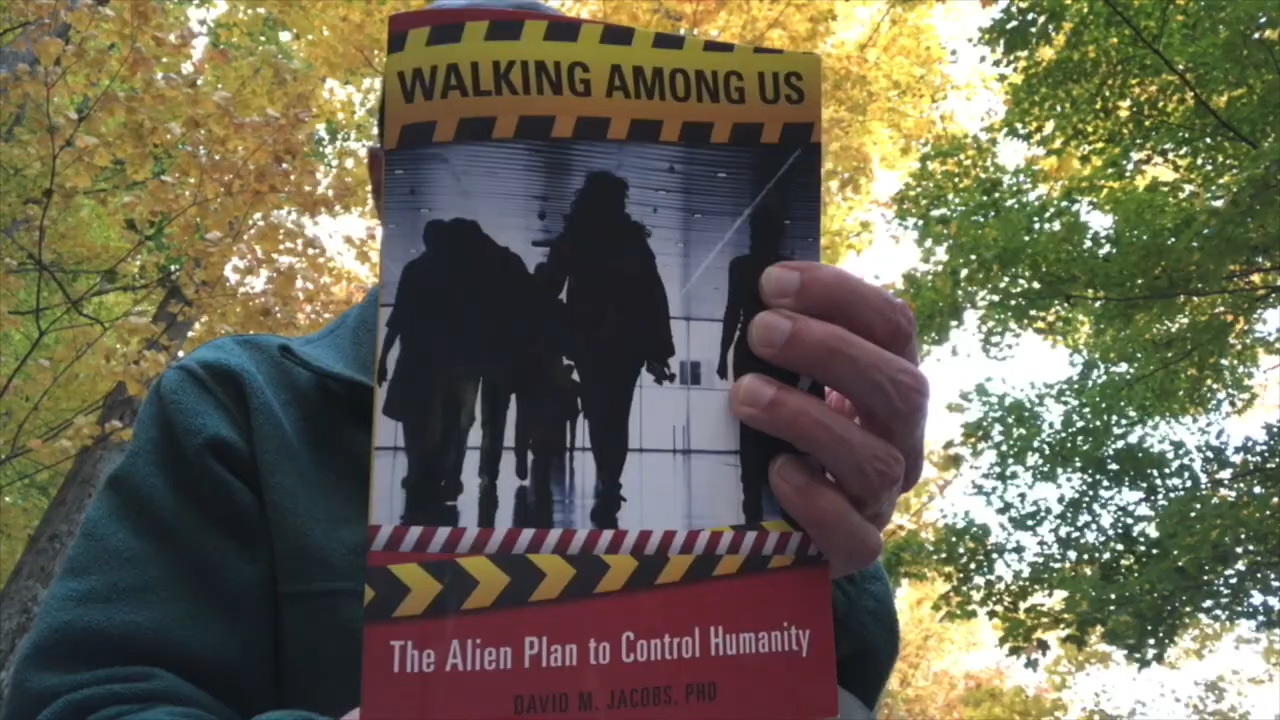 WALKING AMONG US
The Alien Plan to Control Humanity
DAVID M. JACOBS, PHD